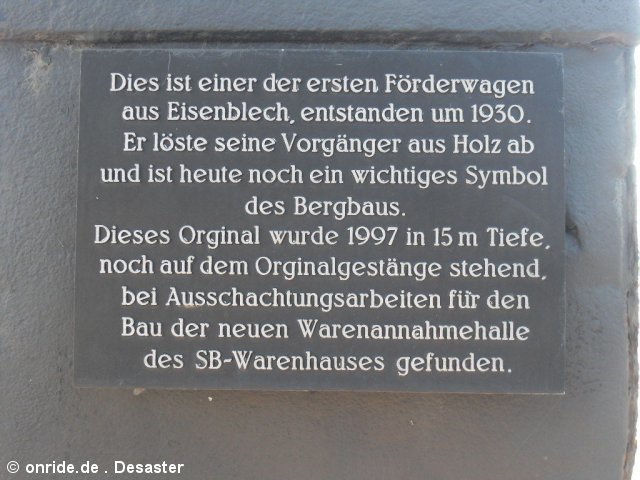 Dies ist einer der ersten Förderwagen
aus Eisenblech, entstanden um 1930.
Er löste seine Vorgänger aus Holz ab
und ist heute noch ein wichtiges Symbol
des Bergbaus.
Dieses Orginal wurde 1997 in 15 m Tiefe,
noch auf dem Orginalgestänge stehend,
bei Ausschachtungsarbeiten für den
Bau der neuen Warenannahmehalle
des SB-Warenhauses gefunden.
© onride.de . Desaster